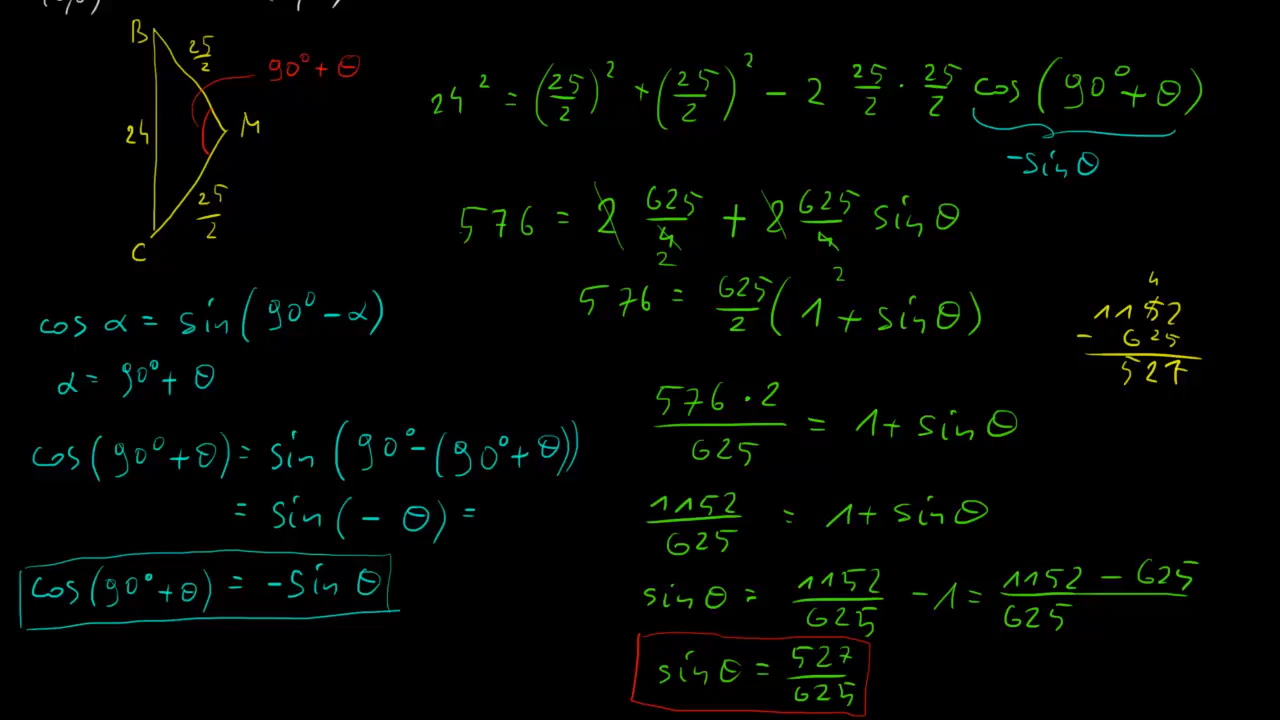 B
25/2
90° + θ
24
M
25/2
C
24² = (25/2)² + (25/2)² − 2 25/2 · 25/2 cos(90° + θ)
−sin θ
576 = 2 625/4 + 2 625/4 sin θ
2 2
576 = 625/2 (1 + sin θ)
4
1152
− 625
527
cos α = sin(90° − α)
α = 90° + θ
cos(90° + θ) = sin(90° − (90° + θ))
= sin(− θ) =
cos(90° + θ) = −sin θ
576 · 2 / 625 = 1 + sin θ
1152/625 = 1 + sin θ
sin θ = 1152/625 − 1 = 1152 − 625 / 625
sin θ = 527/625